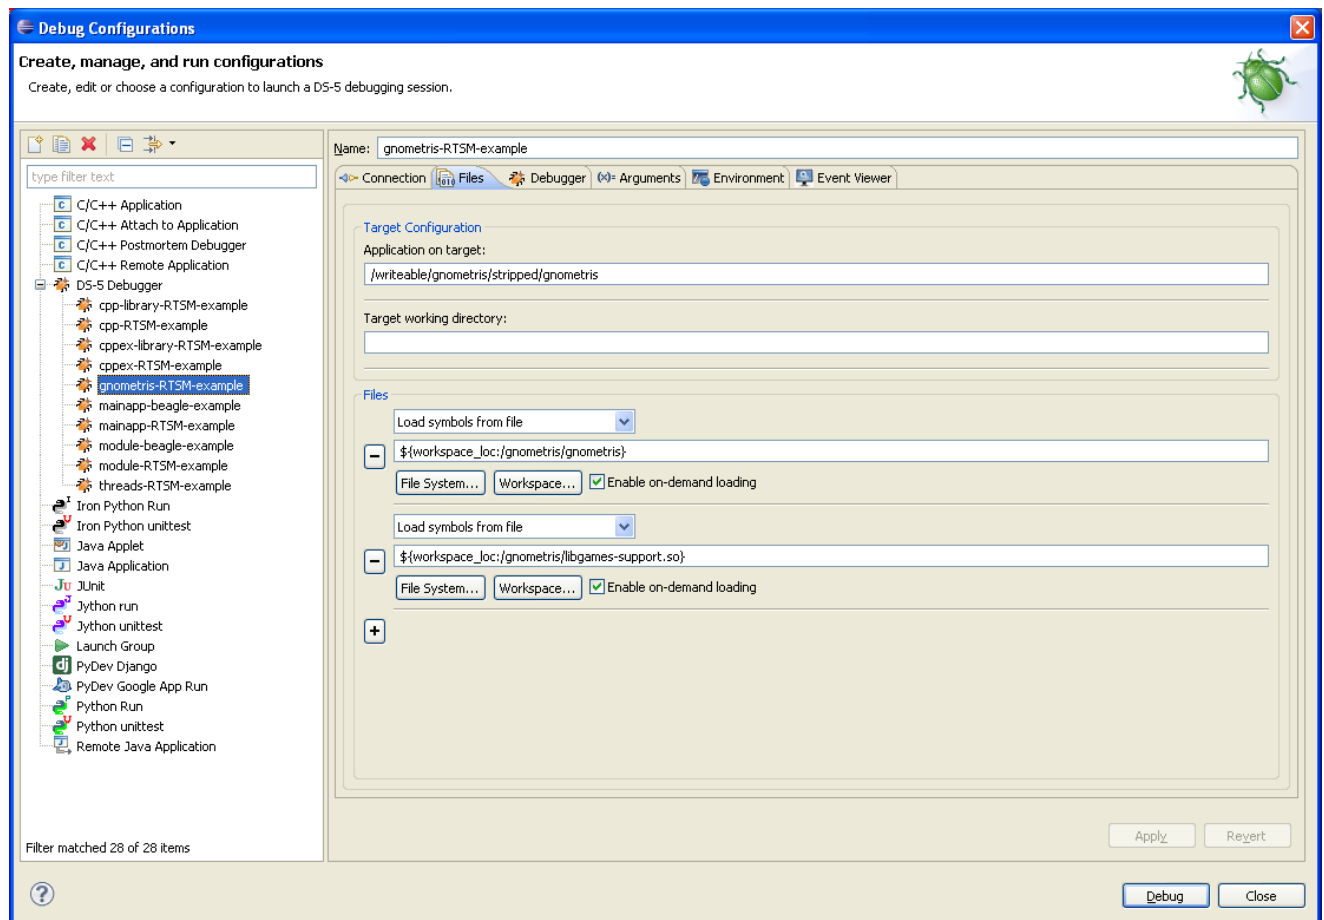 Debug Configurations
Create, manage, and run configurations
Create, edit or choose a configuration to launch a DS-5 debugging session.
type filter text
C/C++ Application
C/C++ Attach to Application
C/C++ Postmortem Debugger
C/C++ Remote Application
DS-5 Debugger
cpp-library-RTSM-example
cpp-RTSM-example
cppex-library-RTSM-example
cppex-RTSM-example
gnometris-RTSM-example
mainapp-beagle-example
mainapp-RTSM-example
module-beagle-example
module-RTSM-example
threads-RTSM-example
Iron Python Run
Iron Python unittest
Java Applet
Java Application
JUnit
Jython run
Jython unittest
Launch Group
PyDev Django
PyDev Google App Run
Python Run
Python unittest
Remote Java Application
Filter matched 28 of 28 items
Name: gnometris-RTSM-example
Connection Files Debugger (x)= Arguments Environment Event Viewer
Target Configuration
Application on target:
/writeable/gnometris/stripped/gnometris
Target working directory:
Files
Load symbols from file
${workspace_loc:/gnometris/gnometris}
File System... Workspace... Enable on-demand loading
Load symbols from file
${workspace_loc:/gnometris/libgames-support.so}
File System... Workspace... Enable on-demand loading
Apply Revert
Debug Close